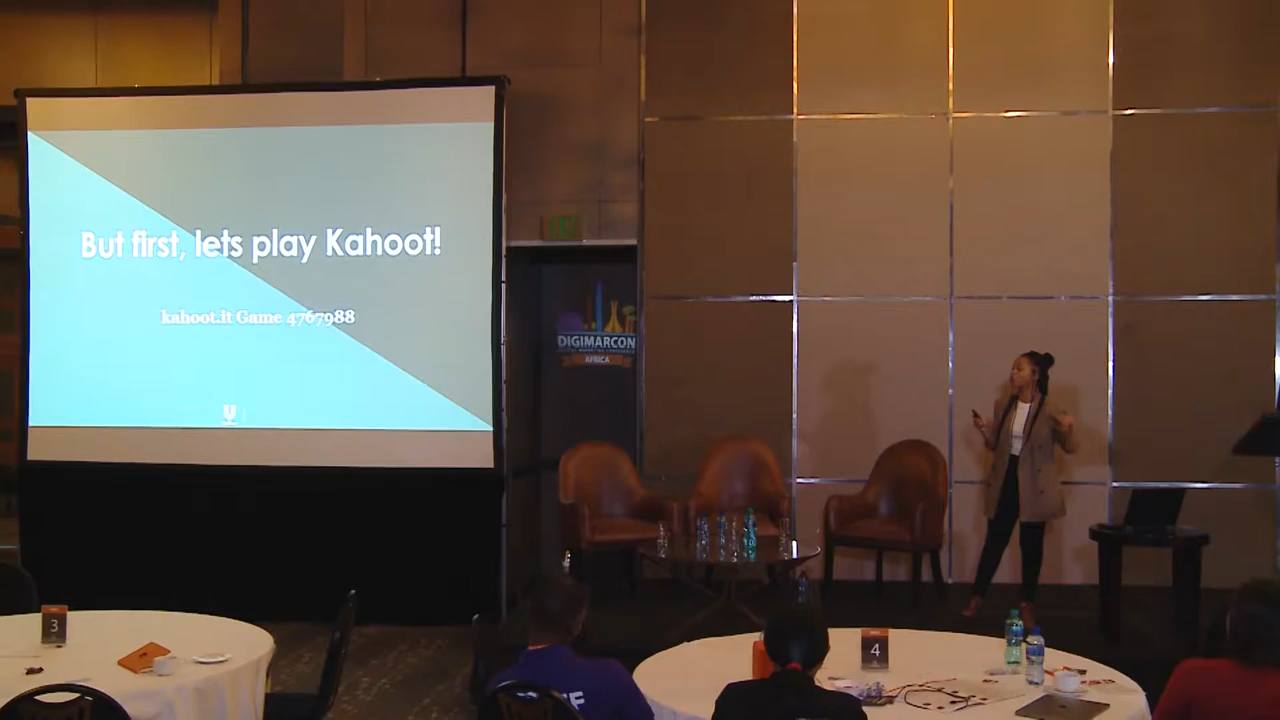 But first, lets play Kahoot!
kahoot.it Game 4767988
U
DIGIMARCON
AFRICA
3
4